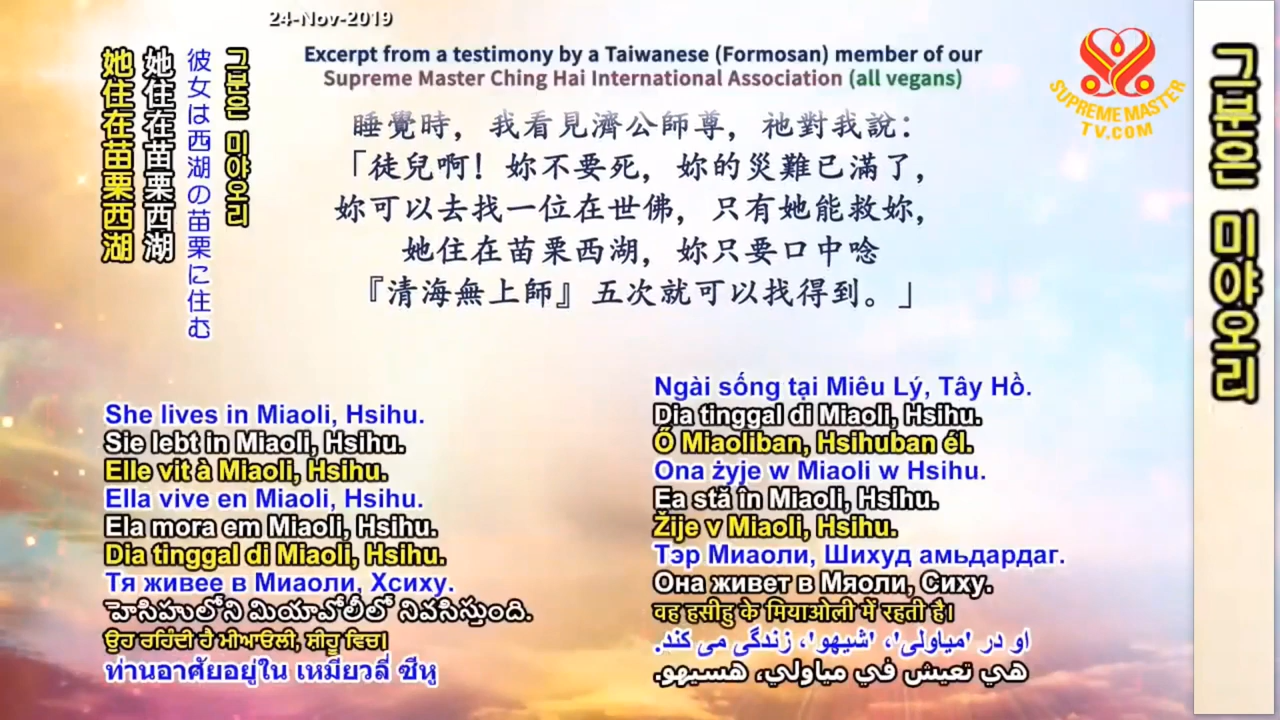 24-Nov-2019
Excerpt from a testimony by a Taiwanese (Formosan) member of our
Supreme Master Ching Hai International Association (all vegans)
SUPREME MASTER
TV.COM
睡覺時，我看見濟公師尊，祂對我說：
「徒兒啊！妳不要死，妳的災難已滿了，
妳可以去找一位在世佛，只有她能救妳，
她住在苗栗西湖，妳只要口中唸
『清海無上師』五次就可以找得到。」
她住在苗栗西湖
她住在苗栗西湖
彼女は西湖の苗栗に住む
그분은 먀오리
그분은 먀오리
She lives in Miaoli, Hsihu.
Sie lebt in Miaoli, Hsihu.
Elle vit à Miaoli, Hsihu.
Ella vive en Miaoli, Hsihu.
Ela mora em Miaoli, Hsihu.
Dia tinggal di Miaoli, Hsihu.
Тя живее в Миаоли, Хсиху.
హెసిహులోని మియావోలీలో నివసిస్తుంది.
ਉਹ ਰਹਿੰਦੀ ਹੈ ਮੀਆਓਲੀ, ਸ਼ੀਹੂ ਵਿਚ।
ท่านอาศัยอยู่ใน เหมียวลี่ ซีหู
Ngài sống tại Miêu Lý, Tây Hồ.
Dia tinggal di Miaoli, Hsihu.
Ő Miaoliban, Hsihuban él.
Ona żyje w Miaoli w Hsihu.
Ea stă în Miaoli, Hsihu.
Žije v Miaoli, Hsihu.
Тэр Миаоли, Шихуд амьдардаг.
Она живет в Мяоли, Сиху.
वह हसीहु के मियाओली में रहती है।
او در 'میاولی'، 'شیهو'، زندگی می کند.
هي تعيش في مياولي، هسيهو.